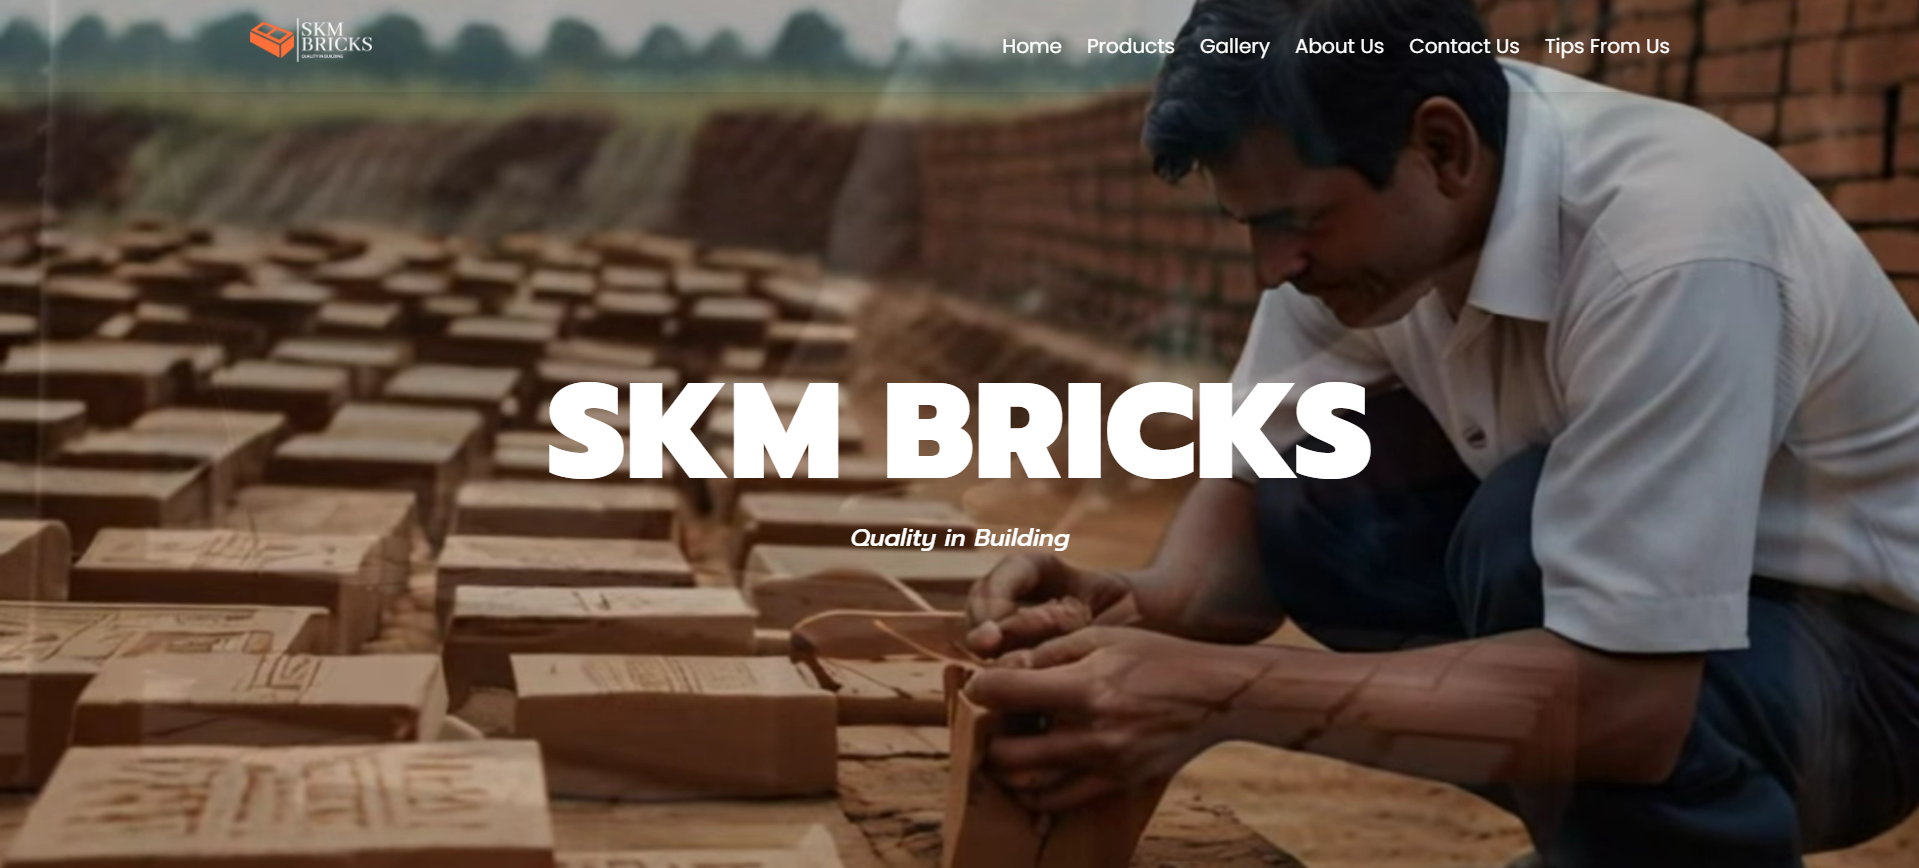 SKM
BRICKS
QUALITY IN BUILDING
Home Products Gallery About Us Contact Us Tips From Us
SKM BRICKS
Quality in Building